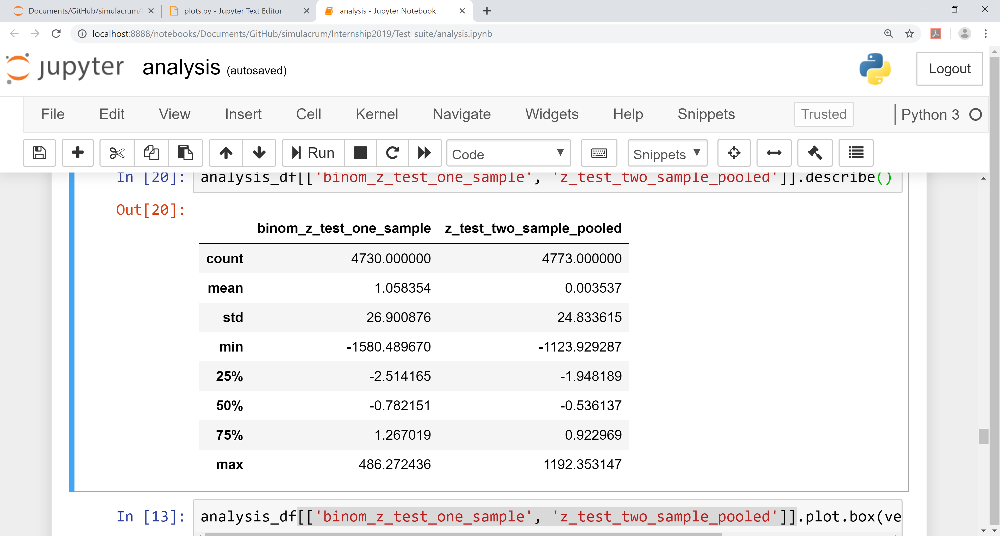 Documents/GitHub/simulacrum/
plots.py - Jupyter Text Editor
analysis - Jupyter Notebook
localhost:8888/notebooks/Documents/GitHub/simulacrum/Internship2019/Test_suite/analysis.ipynb
jupyter analysis (autosaved)
Logout
File Edit View Insert Cell Kernel Navigate Widgets Help Snippets Trusted Python 3
Run Code Snippets
In [20]: analysis_df[['binom_z_test_one_sample', 'z_test_two_sample_pooled']].describe()
Out[20]:
binom_z_test_one_sample z_test_two_sample_pooled
count 4730.000000 4773.000000
mean 1.058354 0.003537
std 26.900876 24.833615
min -1580.489670 -1123.929287
25% -2.514165 -1.948189
50% -0.782151 -0.536137
75% 1.267019 0.922969
max 486.272436 1192.353147
In [13]: analysis_df[['binom_z_test_one_sample', 'z_test_two_sample_pooled']].plot.box(ve